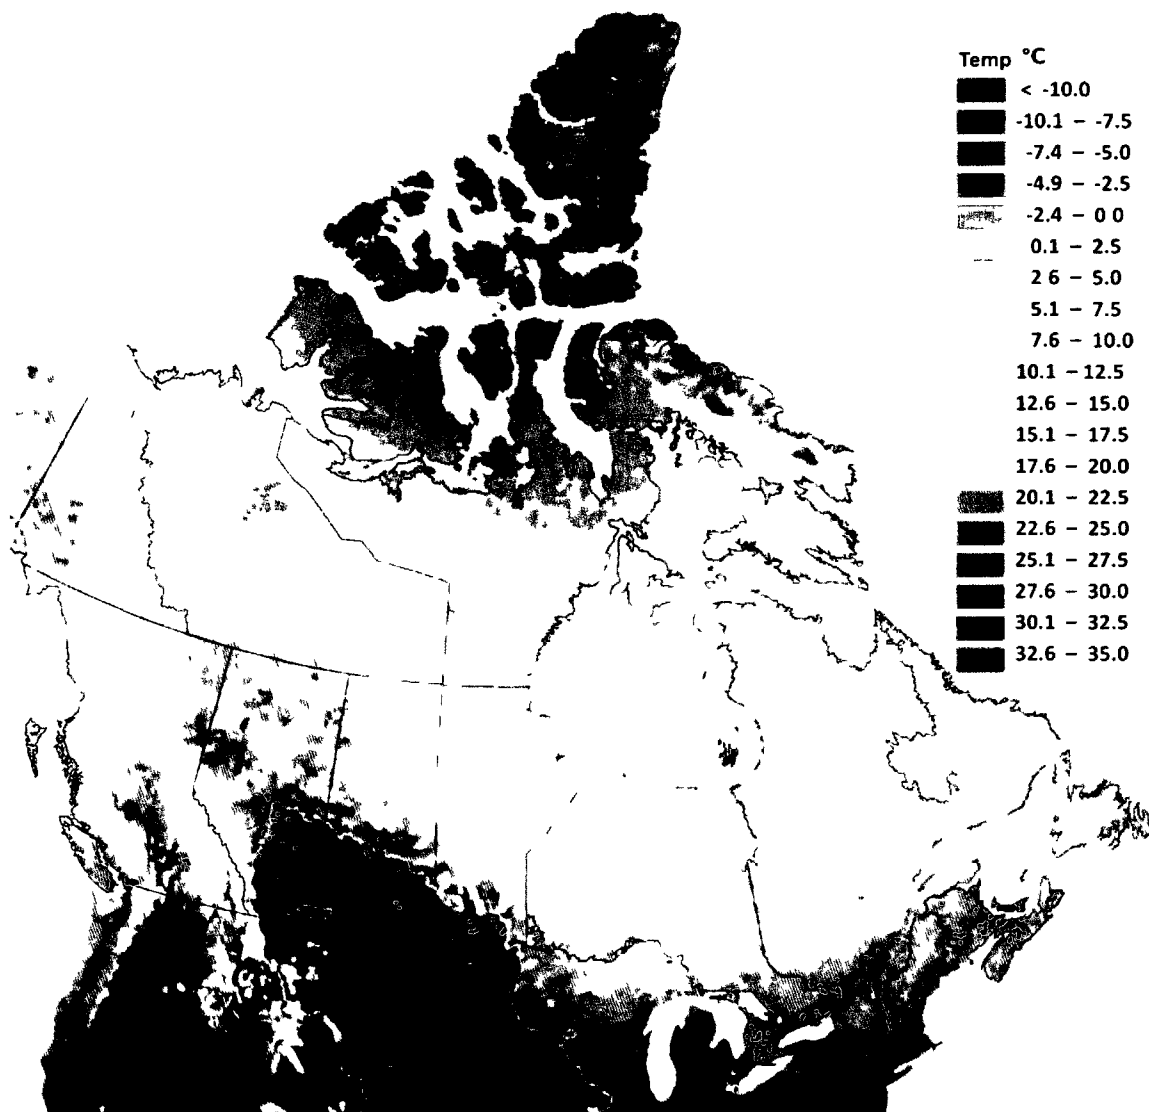 Temp °C
< -10.0
-10.1 – -7.5
-7.4 – -5.0
-4.9 – -2.5
-2.4 – 0 0
0.1 – 2.5
2 6 – 5.0
5.1 – 7.5
7.6 – 10.0
10.1 – 12.5
12.6 – 15.0
15.1 – 17.5
17.6 – 20.0
20.1 – 22.5
22.6 – 25.0
25.1 – 27.5
27.6 – 30.0
30.1 – 32.5
32.6 – 35.0